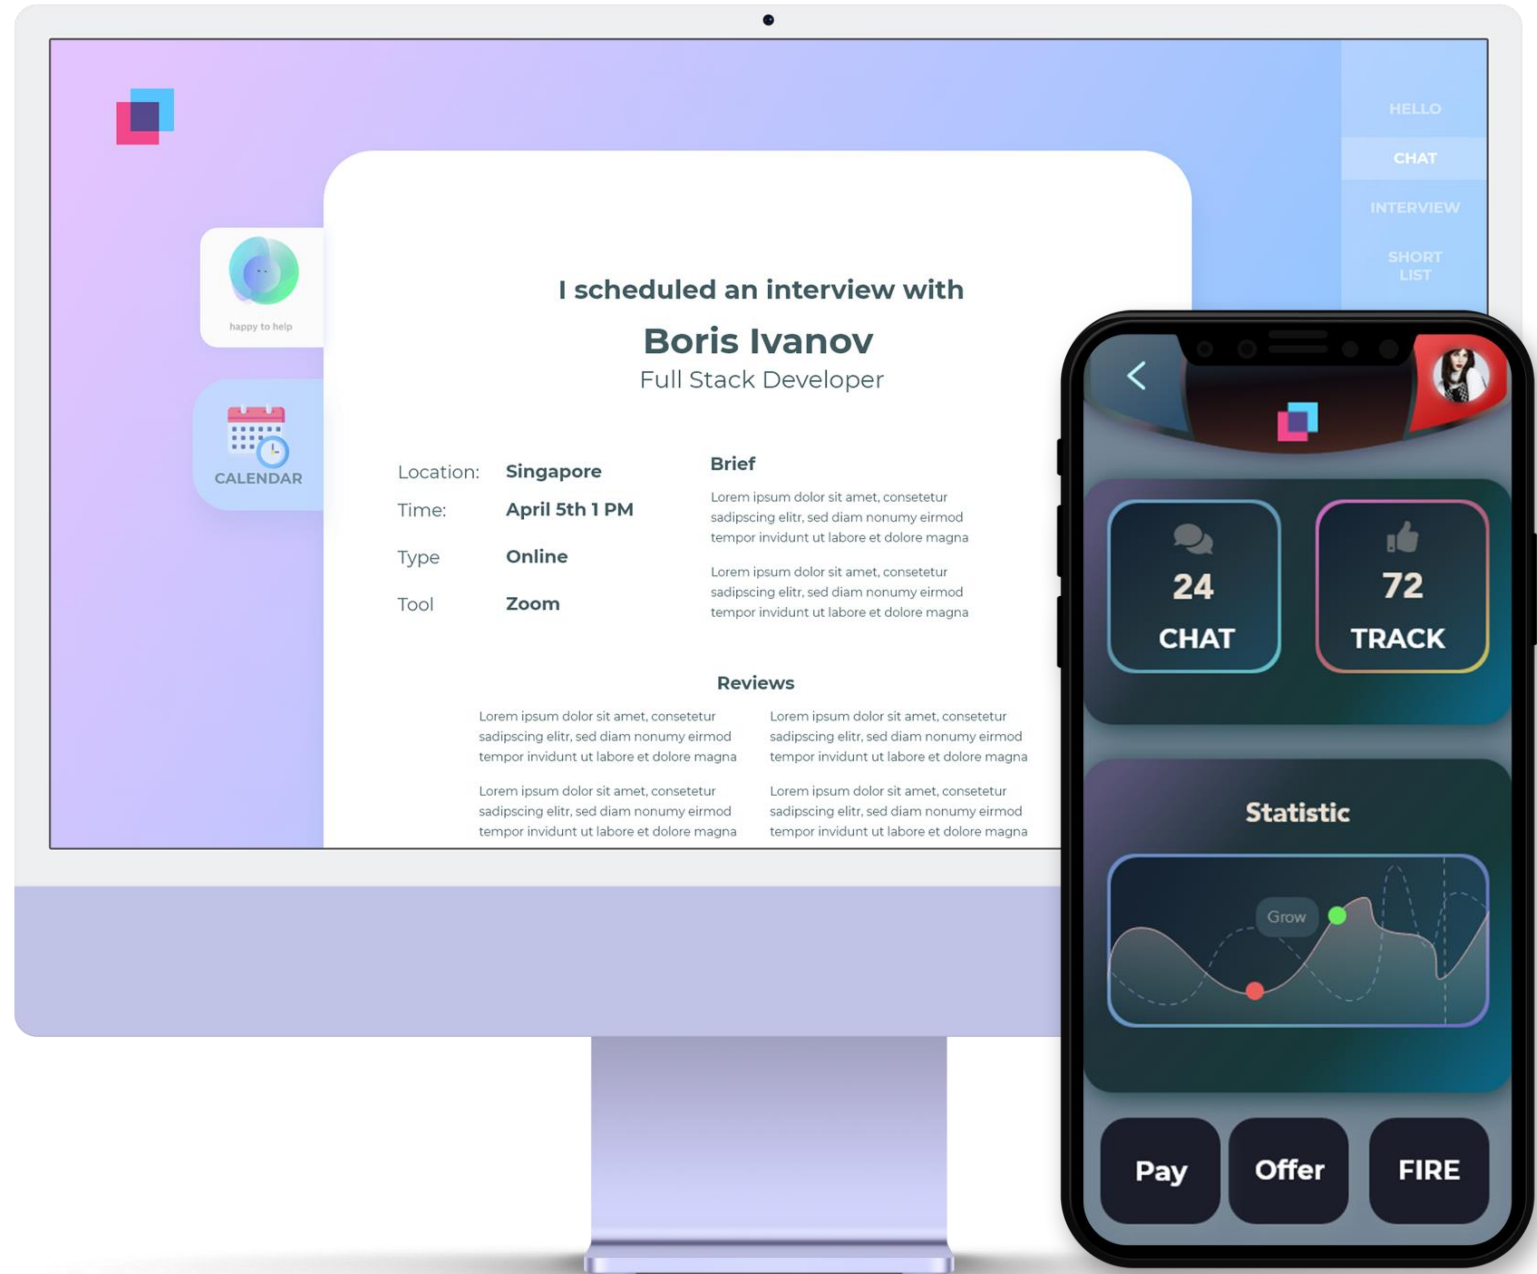 HELLO
CHAT
INTERVIEW
SHORT
LIST
happy to help
CALENDAR
I scheduled an interview with
Boris Ivanov
Full Stack Developer
Location: Singapore
Time: April 5th 1 PM
Type Online
Tool Zoom
Brief
Lorem ipsum dolor sit amet, consetetur
sadipscing elitr, sed diam nonumy eirmod
tempor invidunt ut labore et dolore magna
Lorem ipsum dolor sit amet, consetetur
sadipscing elitr, sed diam nonumy eirmod
tempor invidunt ut labore et dolore magna
Reviews
Lorem ipsum dolor sit amet, consetetur
sadipscing elitr, sed diam nonumy eirmod
tempor invidunt ut labore et dolore magna
Lorem ipsum dolor sit amet, consetetur
sadipscing elitr, sed diam nonumy eirmod
tempor invidunt ut labore et dolore magna
Lorem ipsum dolor sit amet, consetetur
sadipscing elitr, sed diam nonumy eirmod
tempor invidunt ut labore et dolore magna
Lorem ipsum dolor sit amet, consetetur
sadipscing elitr, sed diam nonumy eirmod
tempor invidunt ut labore et dolore magna
24
CHAT
72
TRACK
Statistic
Grow
Pay
Offer
FIRE